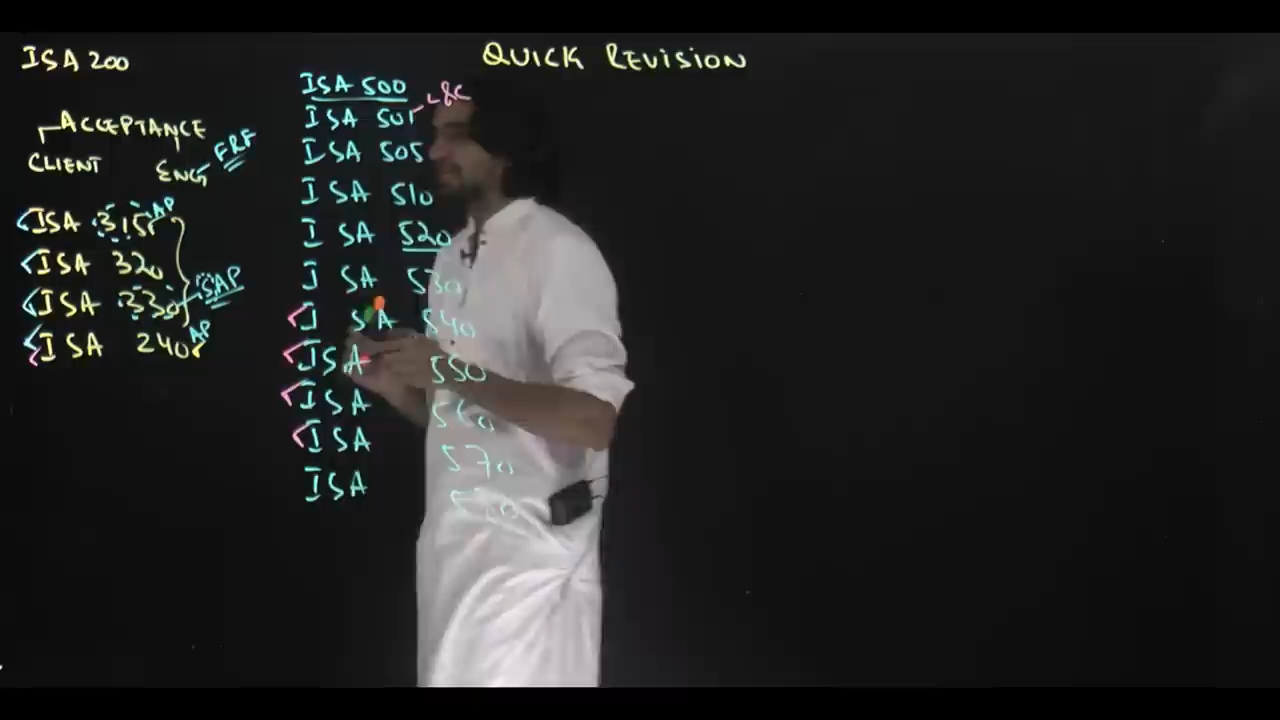 ISA 200
QUICK REVISION
ACCEPTANCE
CLIENT ENG FRF
ISA 315 AP
ISA 320
ISA 330 SAP
ISA 240 AP
ISA 500
ISA 501 L&C
ISA 505
ISA 510
ISA 520
ISA 530
ISA 540
ISA 550
ISA 560
ISA 570
ISA